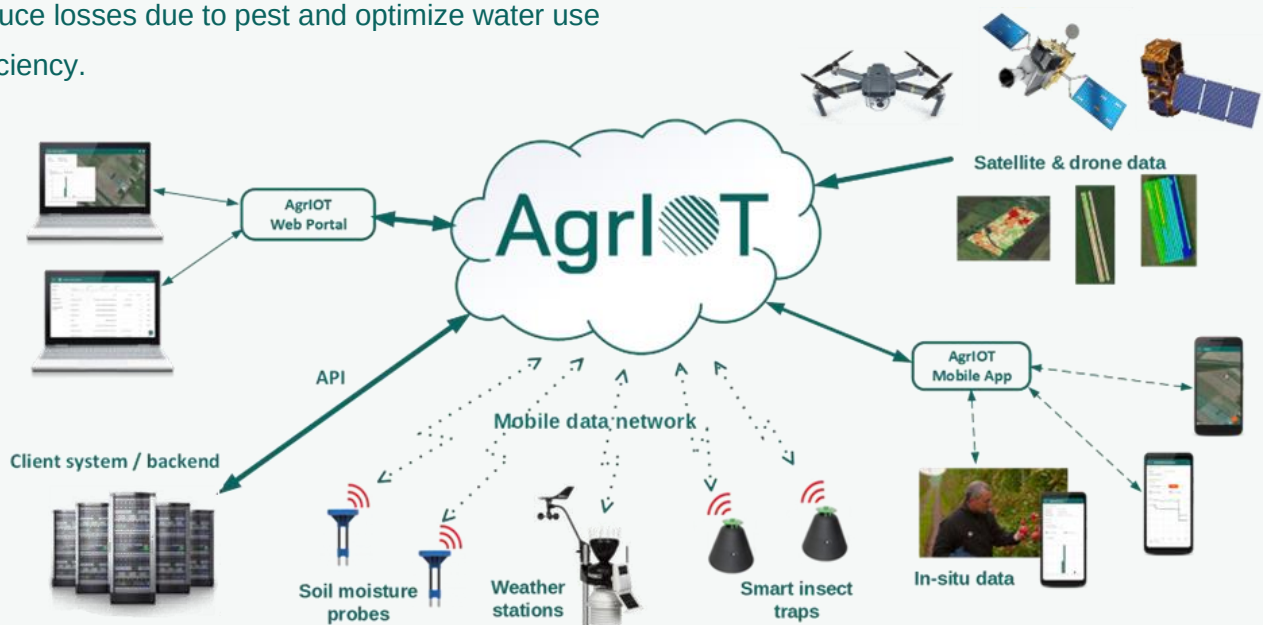 uce losses due to pest and optimize water use
ciency.
Satellite & drone data
AgrIOT
Web Portal
AgrIOT
AgrIOT
Mobile App
API
Mobile data network
Client system / backend
Soil moisture
probes
Weather
stations
Smart insect
traps
In-situ data